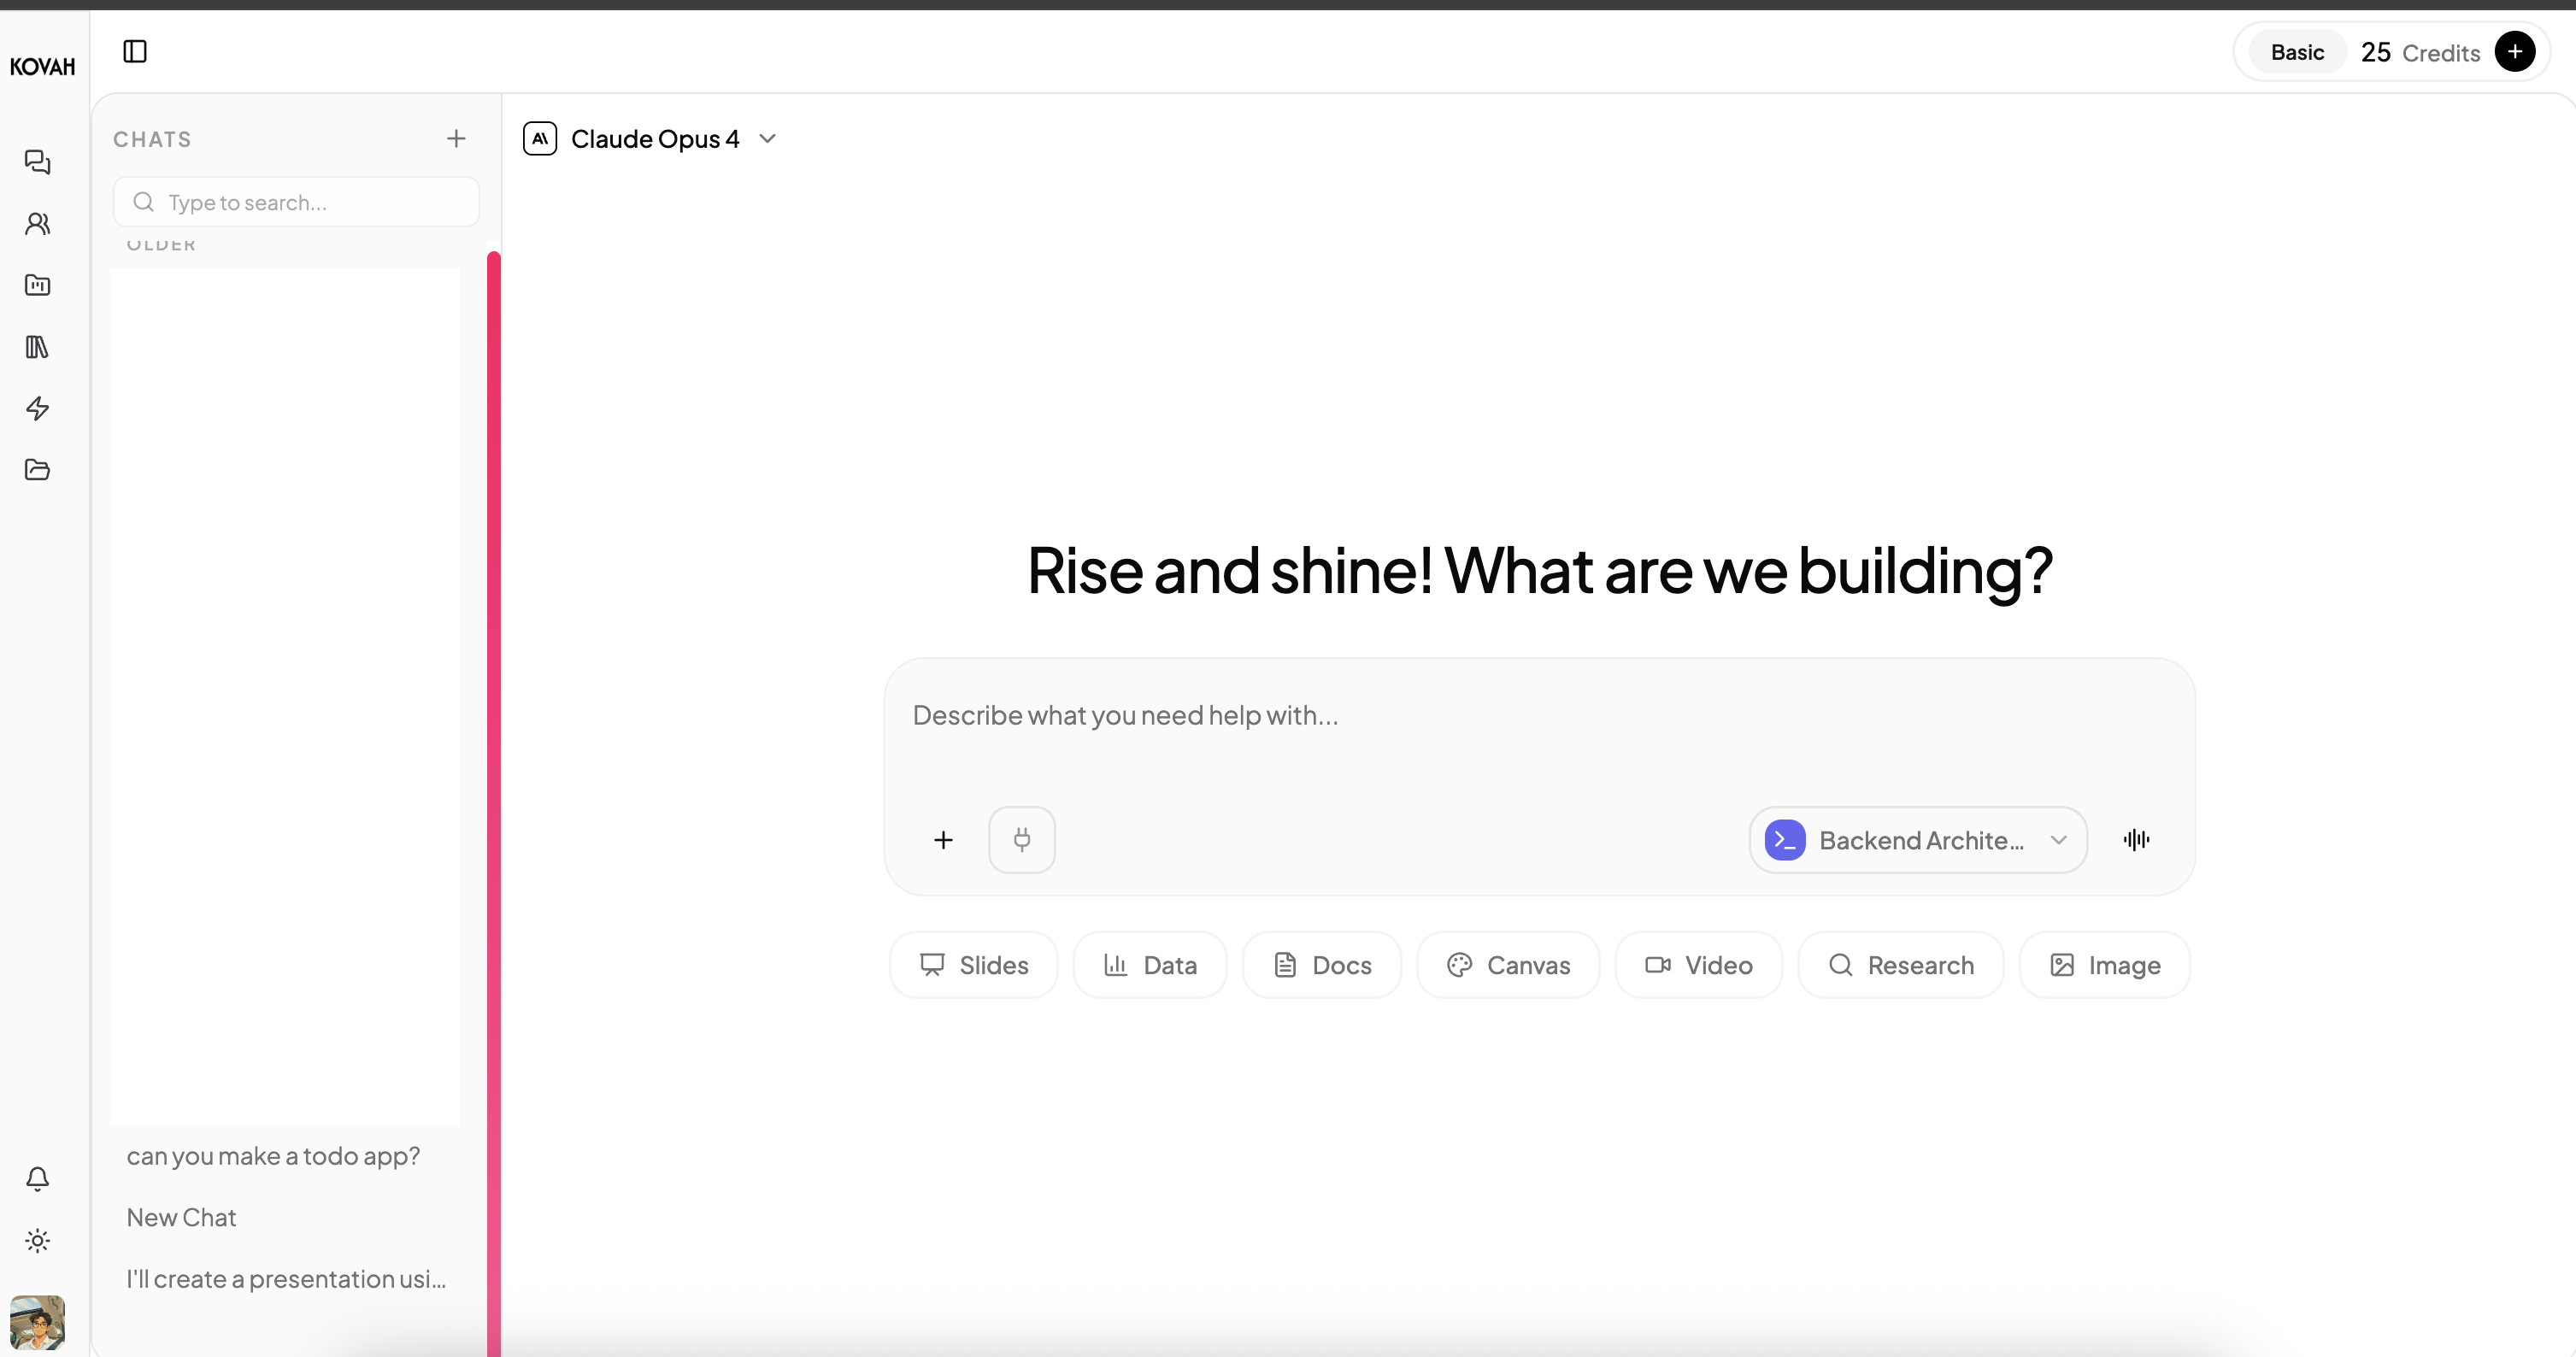 KOVAH
Basic 25 Credits
CHATS
Type to search...
OLDER
can you make a todo app?
New Chat
I'll create a presentation usi...
Claude Opus 4
Rise and shine! What are we building?
Describe what you need help with...
Backend Archite...
Slides Data Docs Canvas Video Research Image